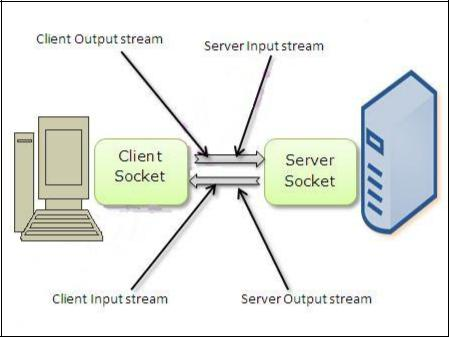 Client Output stream
Server Input stream
Client
Socket
Server
Socket
Client Input stream
Server Output stream